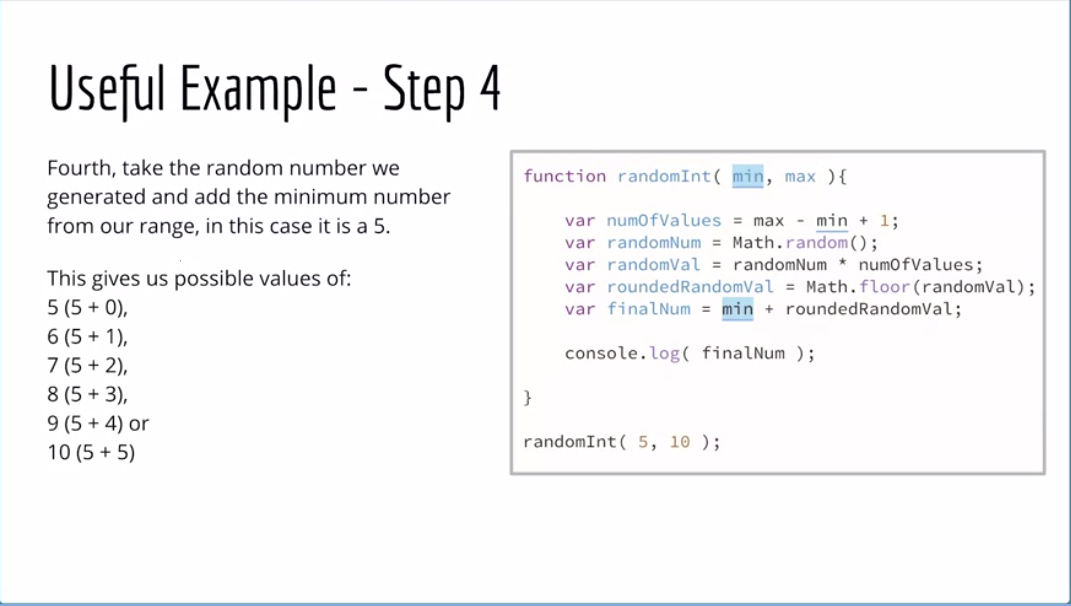 Useful Example - Step 4
Fourth, take the random number we
generated and add the minimum number
from our range, in this case it is a 5.
This gives us possible values of:
5 (5 + 0),
6 (5 + 1),
7 (5 + 2),
8 (5 + 3),
9 (5 + 4) or
10 (5 + 5)
function randomInt( min, max ){
var numOfValues = max - min + 1;
var randomNum = Math.random();
var randomVal = randomNum * numOfValues;
var roundedRandomVal = Math.floor(randomVal);
var finalNum = min + roundedRandomVal;
console.log( finalNum );
}
randomInt( 5, 10 );